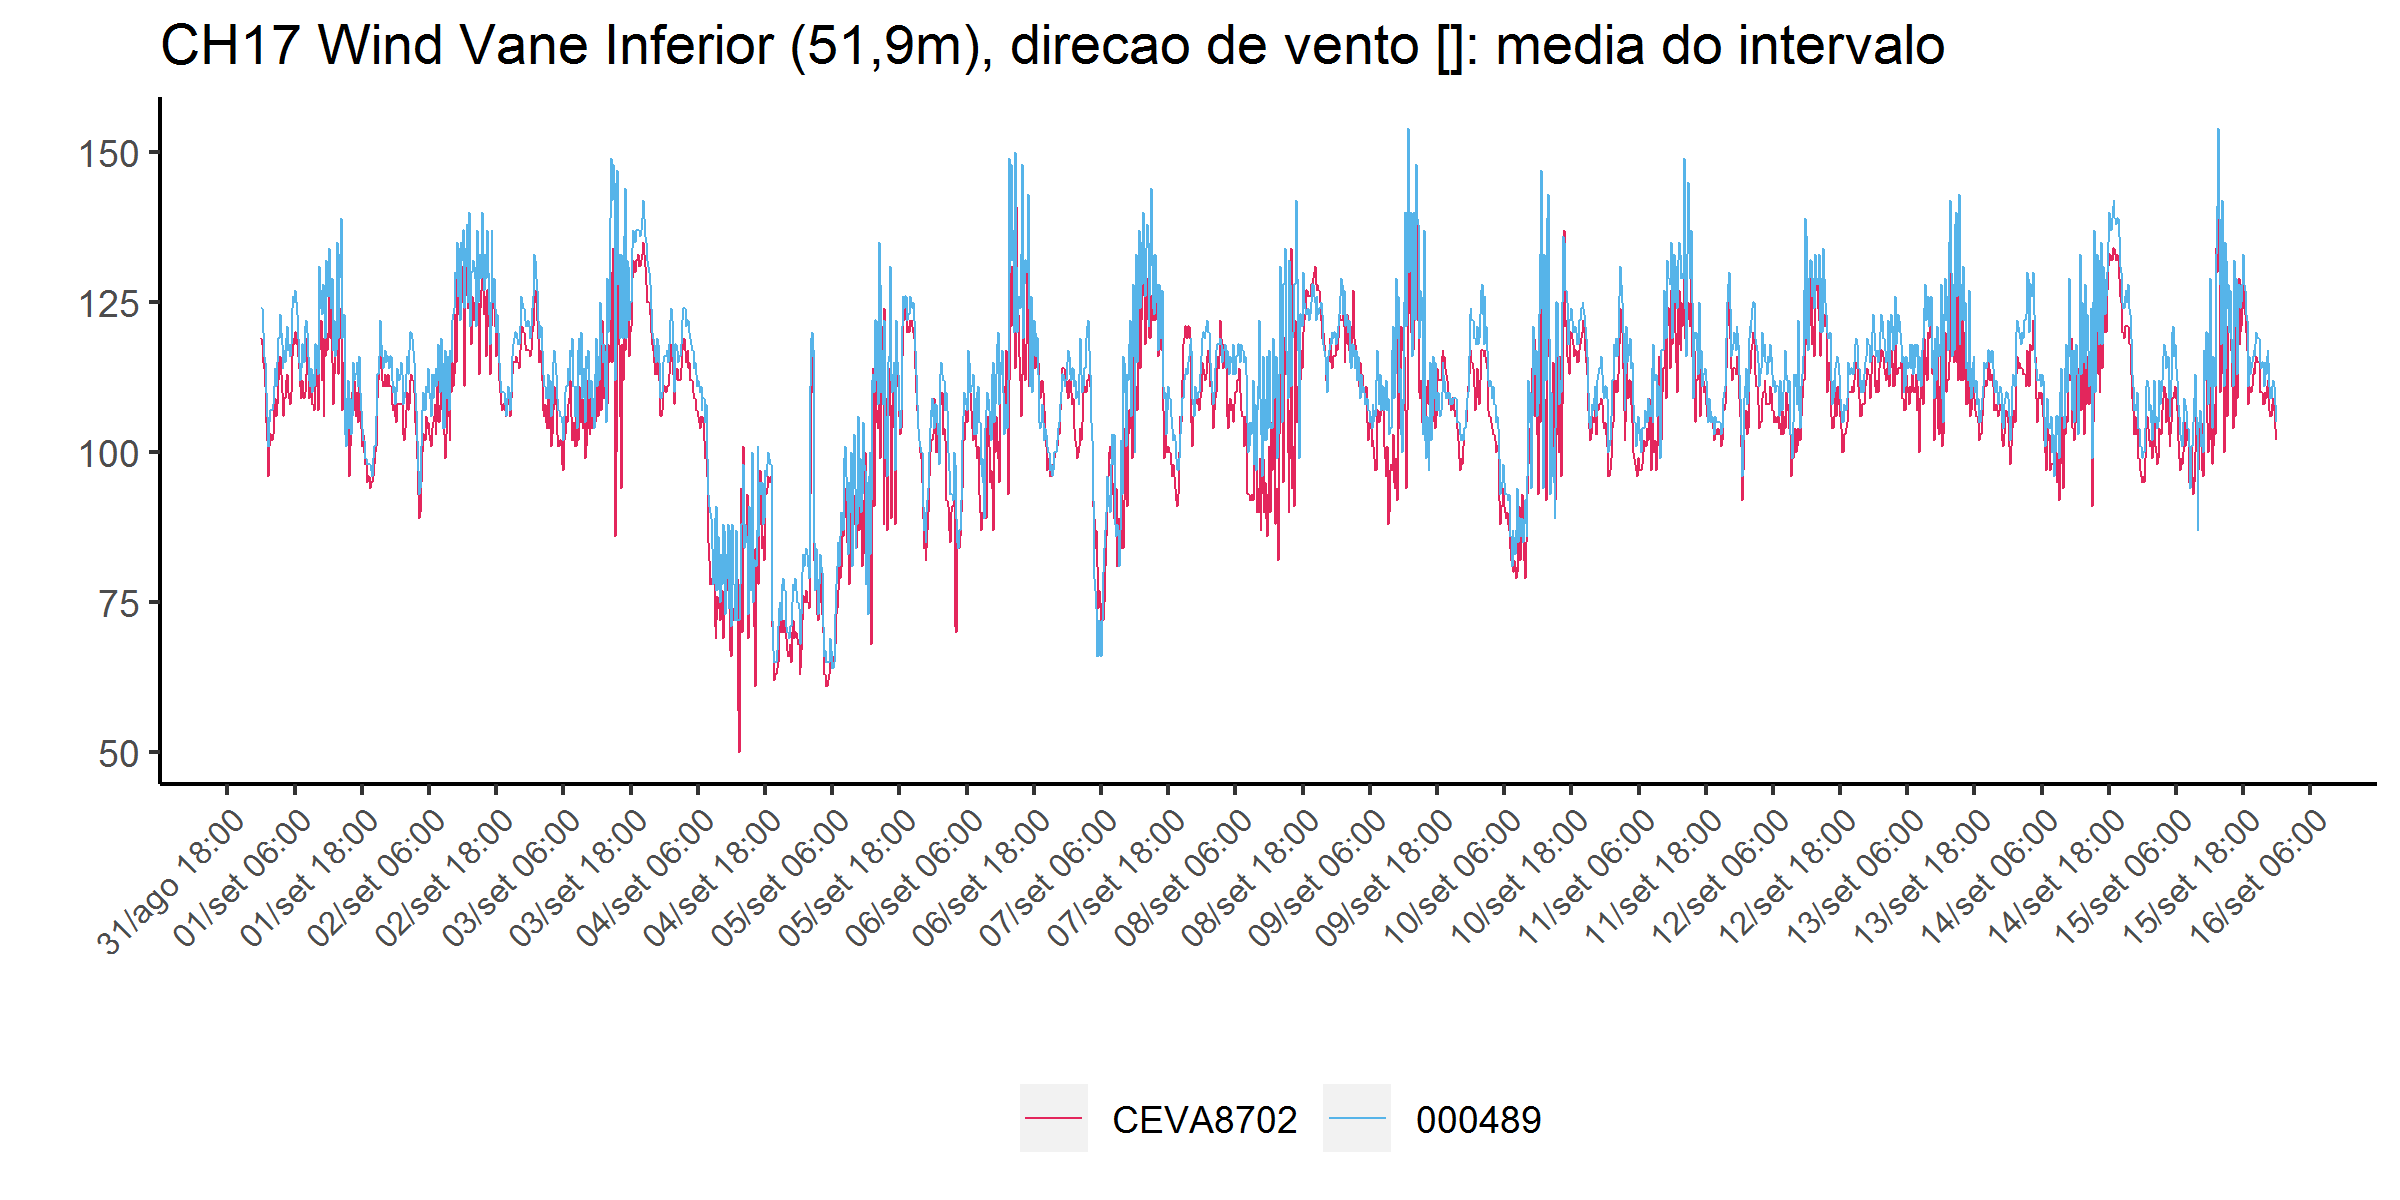 CH17 Wind Vane Inferior (51,9m), direcao de vento []: media do intervalo
150
125
100
75
50
31/ago 18:00
01/set 06:00
01/set 18:00
02/set 06:00
02/set 18:00
03/set 06:00
03/set 18:00
04/set 06:00
04/set 18:00
05/set 06:00
05/set 18:00
06/set 06:00
06/set 18:00
07/set 06:00
07/set 18:00
08/set 06:00
08/set 18:00
09/set 06:00
09/set 18:00
10/set 06:00
10/set 18:00
11/set 06:00
11/set 18:00
12/set 06:00
12/set 18:00
13/set 06:00
13/set 18:00
14/set 06:00
14/set 18:00
15/set 06:00
15/set 18:00
16/set 06:00
CEVA8702
000489